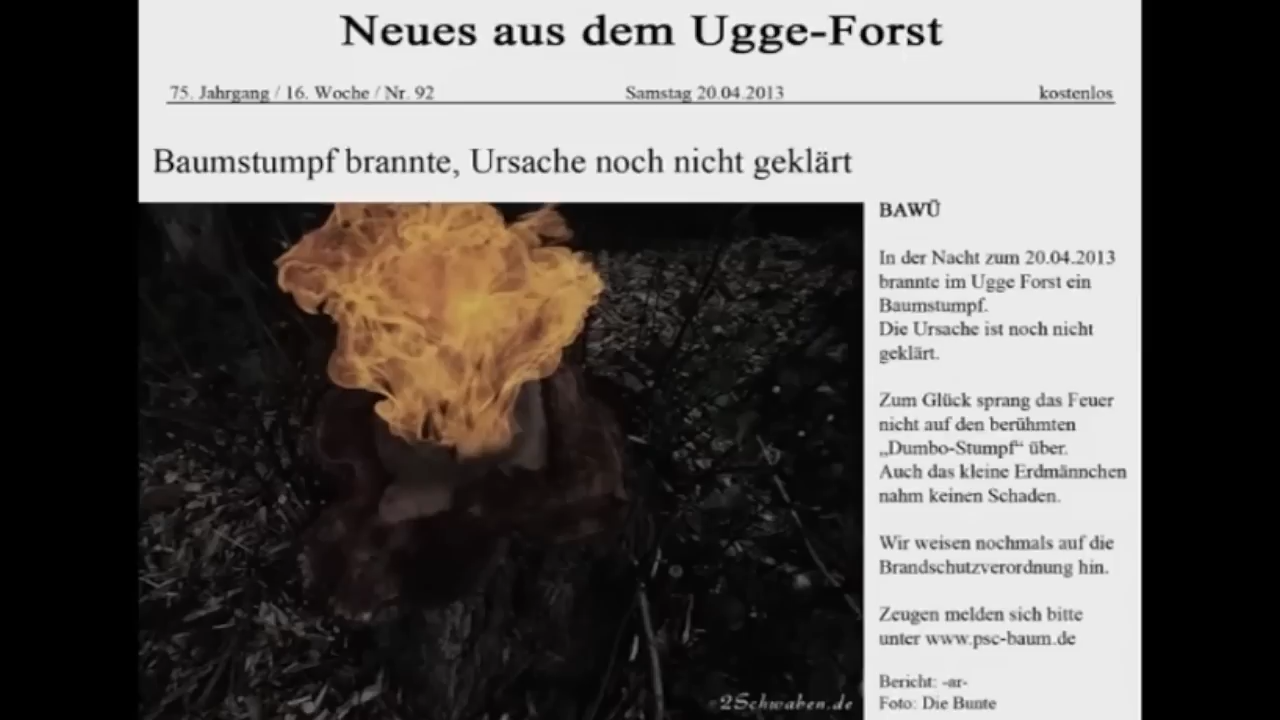 Neues aus dem Ugge-Forst
75. Jahrgang / 16. Woche / Nr. 92 Samstag 20.04.2013 kostenlos
Baumstumpf brannte, Ursache noch nicht geklärt
BAWÜ
In der Nacht zum 20.04.2013
brannte im Ugge Forst ein
Baumstumpf.
Die Ursache ist noch nicht
geklärt.
Zum Glück sprang das Feuer
nicht auf den berühmten
„Dumbo-Stumpf“ über.
Auch das kleine Erdmännchen
nahm keinen Schaden.
Wir weisen nochmals auf die
Brandschutzverordnung hin.
Zeugen melden sich bitte
unter www.psc-baum.de
Bericht: -ar-
Foto: Die Bunte
2Schwaben.de